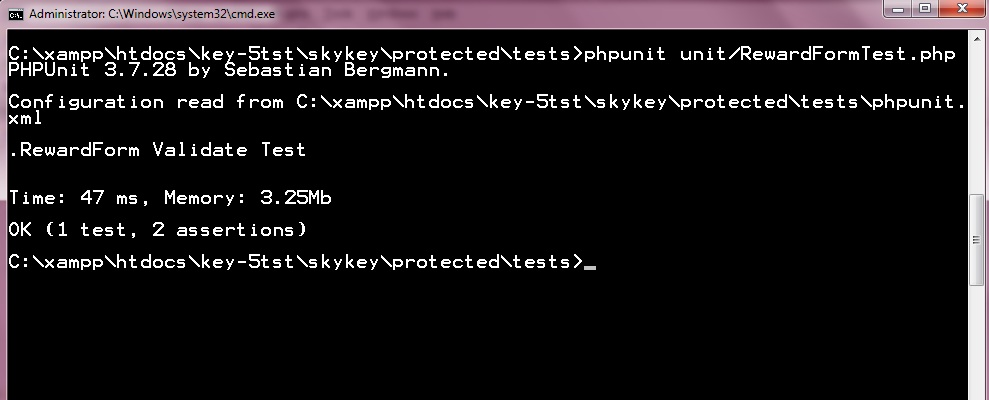 Administrator: C:\Windows\system32\cmd.exe
C:\xampp\htdocs\key-5tst\skykey\protected\tests>phpunit unit/RewardFormTest.php
PHPUnit 3.7.28 by Sebastian Bergmann.
Configuration read from C:\xampp\htdocs\key-5tst\skykey\protected\tests\phpunit.
xml
.RewardForm Validate Test
Time: 47 ms, Memory: 3.25Mb
OK (1 test, 2 assertions)
C:\xampp\htdocs\key-5tst\skykey\protected\tests>_